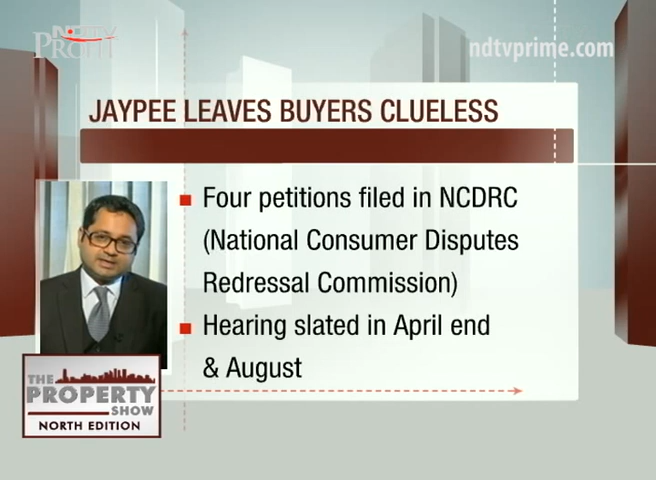 NDTV
PROFIT
ndtvprime.com
JAYPEE LEAVES BUYERS CLUELESS
Four petitions filed in NCDRC
(National Consumer Disputes
Redressal Commission)
Hearing slated in April end
& August
THE
PROPERTY
SHOW
NORTH EDITION